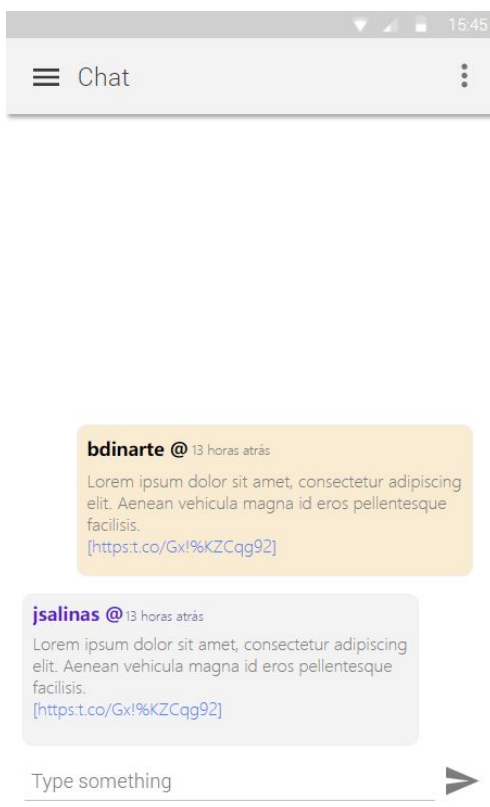 15:45
Chat
bdinarte @ 13 horas atrás
Lorem ipsum dolor sit amet, consectetur adipiscing
elit. Aenean vehicula magna id eros pellentesque
facilisis.
[https:t.co/Gx!%KZCqg92]
jsalinas @ 13 horas atrás
Lorem ipsum dolor sit amet, consectetur adipiscing
elit. Aenean vehicula magna id eros pellentesque
facilisis.
[https:t.co/Gx!%KZCqg92]
Type something